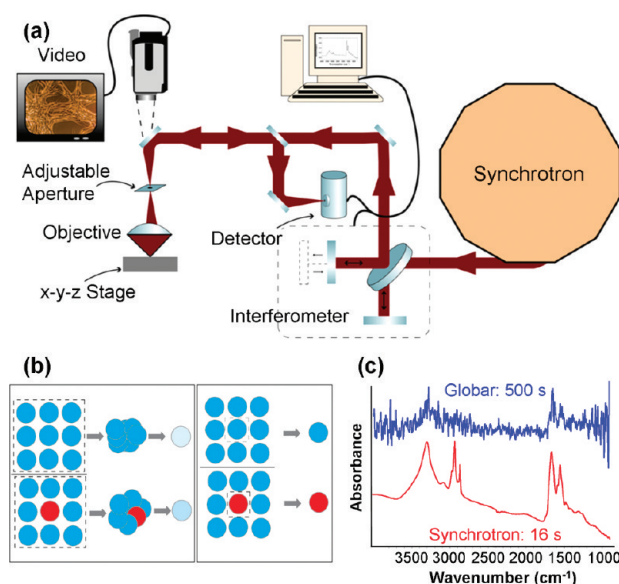 (a)
Video
Adjustable
Aperture
Objective
x-y-z Stage
Detector
Interferometer
Synchrotron
(b)
(c)
Globar: 500 s
Synchrotron: 16 s
Absorbance
3500 3000 2500 2000 1500 1000
Wavenumber (cm⁻¹)